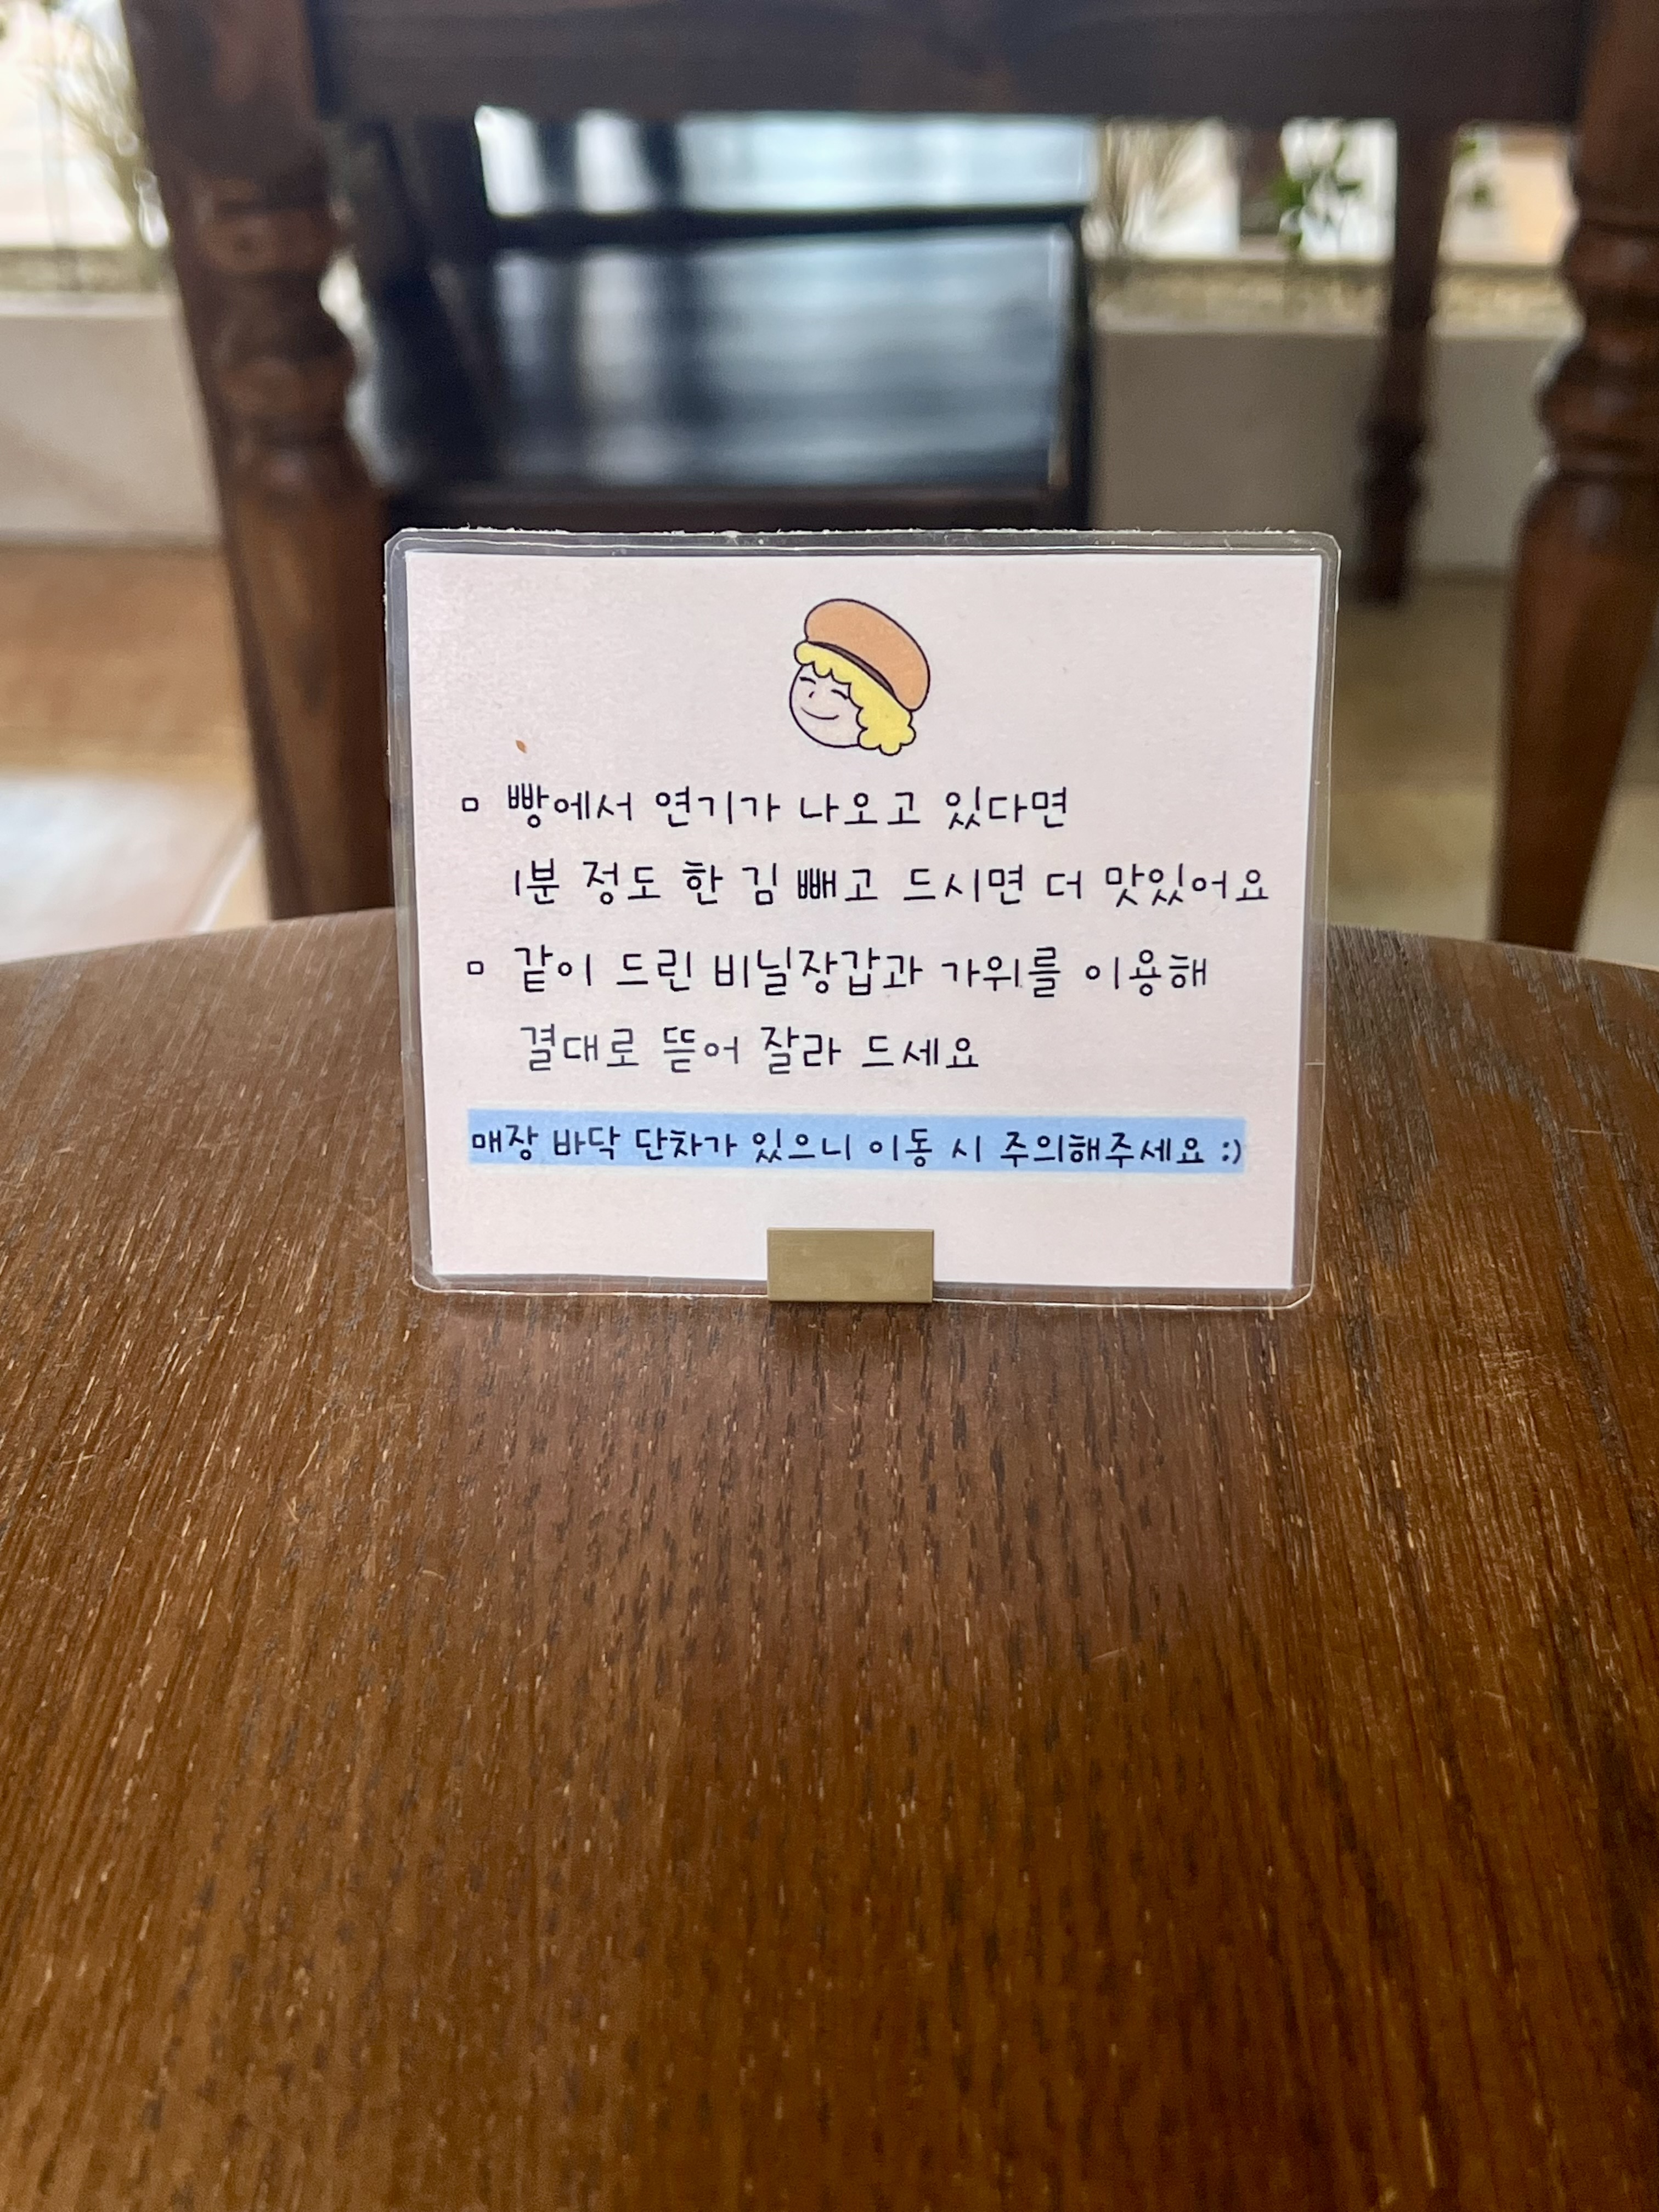 ▫ 빵에서 연기가 나오고 있다면
1분 정도 한 김 빼고 드시면 더 맛있어요
▫ 같이 드린 비닐장갑과 가위를 이용해
결대로 뜯어 잘라 드세요
매장 바닥 단차가 있으니 이동 시 주의해주세요 :)